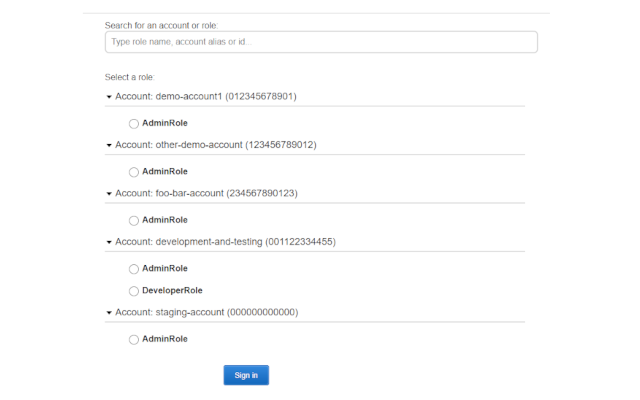 Search for an account or role:
Type role name, account alias or id...
Select a role:
Account: demo-account1 (012345678901)
AdminRole
Account: other-demo-account (123456789012)
AdminRole
Account: foo-bar-account (234567890123)
AdminRole
Account: development-and-testing (001122334455)
AdminRole
DeveloperRole
Account: staging-account (000000000000)
AdminRole
Sign in